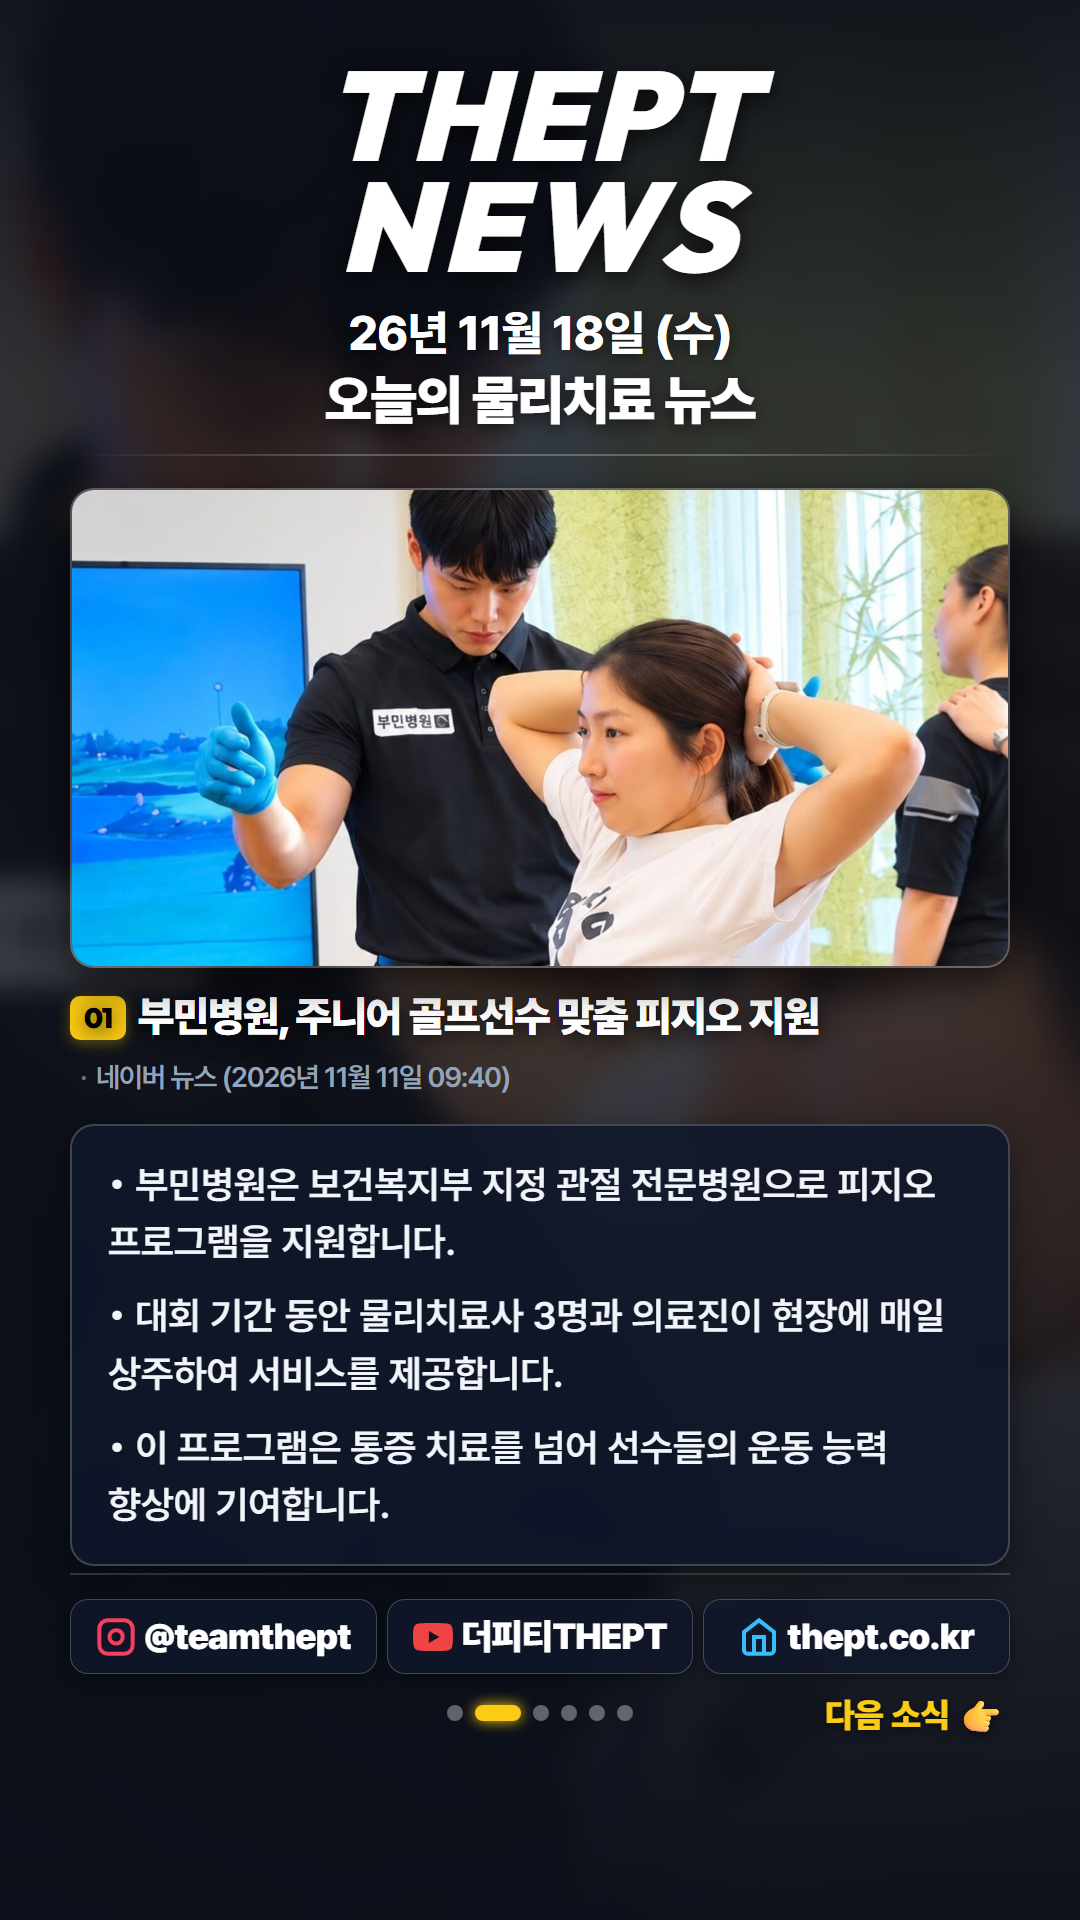 THEPT
NEWS
26년 11월 18일 (수)
오늘의 물리치료 뉴스
부민병원
01 부민병원, 주니어 골프선수 맞춤 피지오 지원
· 네이버 뉴스 (2026년 11월 11일 09:40)
• 부민병원은 보건복지부 지정 관절 전문병원으로 피지오
프로그램을 지원합니다.
• 대회 기간 동안 물리치료사 3명과 의료진이 현장에 매일
상주하여 서비스를 제공합니다.
• 이 프로그램은 통증 치료를 넘어 선수들의 운동 능력
향상에 기여합니다.
@teamthept 더피티THEPT thept.co.kr
다음 소식 👉